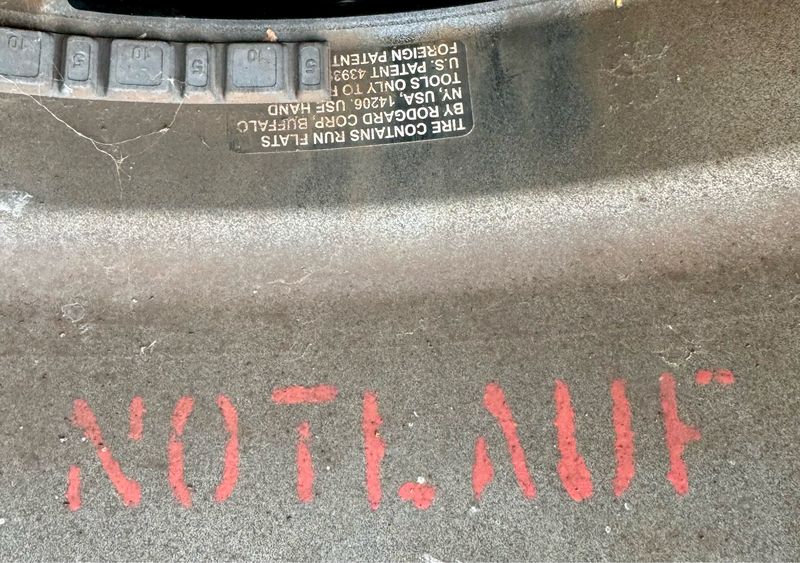 10 5 10 5 10 5
TIRE CONTAINS RUN FLATS
BY RODGARD CORP, BUFFALO
NY, USA, 14206. USE HAND
TOOLS ONLY TO
U.S. PATENT 4393
FOREIGN PATENT
NOTLAUF